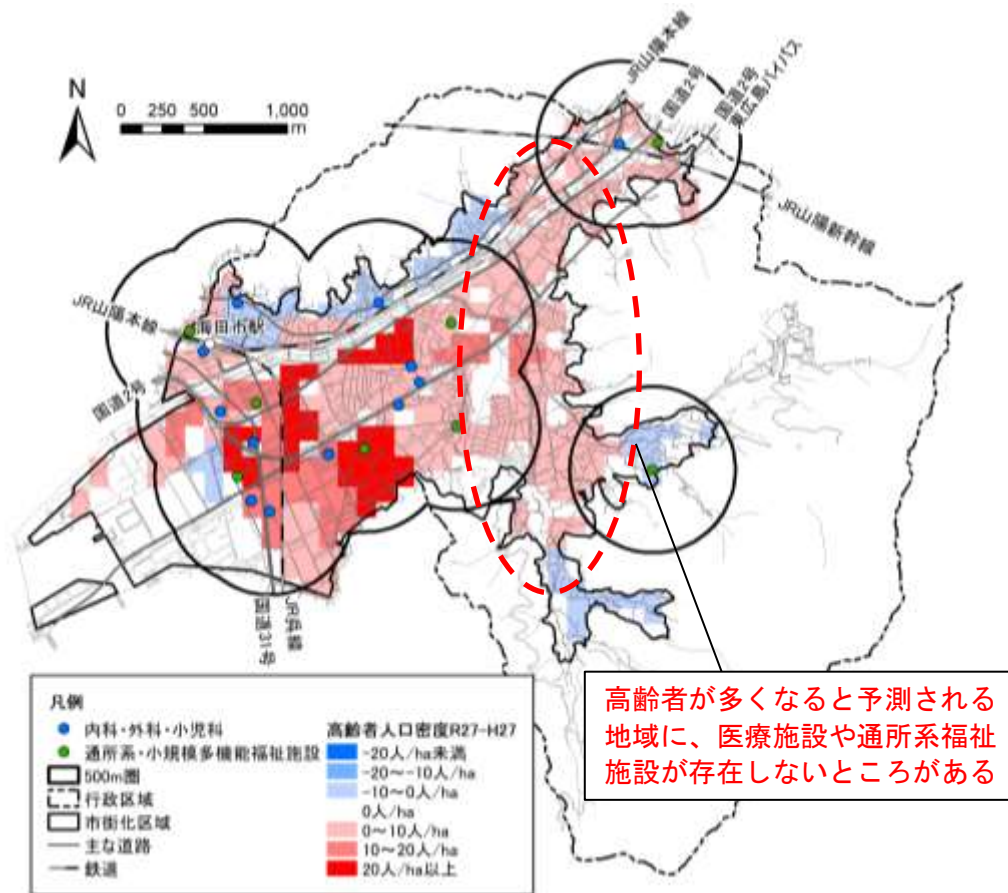 N
0 250 500 1,000
m
JR山陽本線
国道2号
国道2号
東広島バイパス
JR山陽新幹線
JR山陽本線
海田市駅
国道2号
国道31号
JR呉線
高齢者が多くなると予測される
地域に、医療施設や通所系福祉
施設が存在しないところがある
凡例
内科・外科・小児科
通所系・小規模多機能福祉施設
500m圏
行政区域
市街化区域
主な道路
鉄道
高齢者人口密度R27-H27
-20人/ha未満
-20～-10人/ha
-10～0人/ha
0人/ha
0～10人/ha
10～20人/ha
20人/ha以上